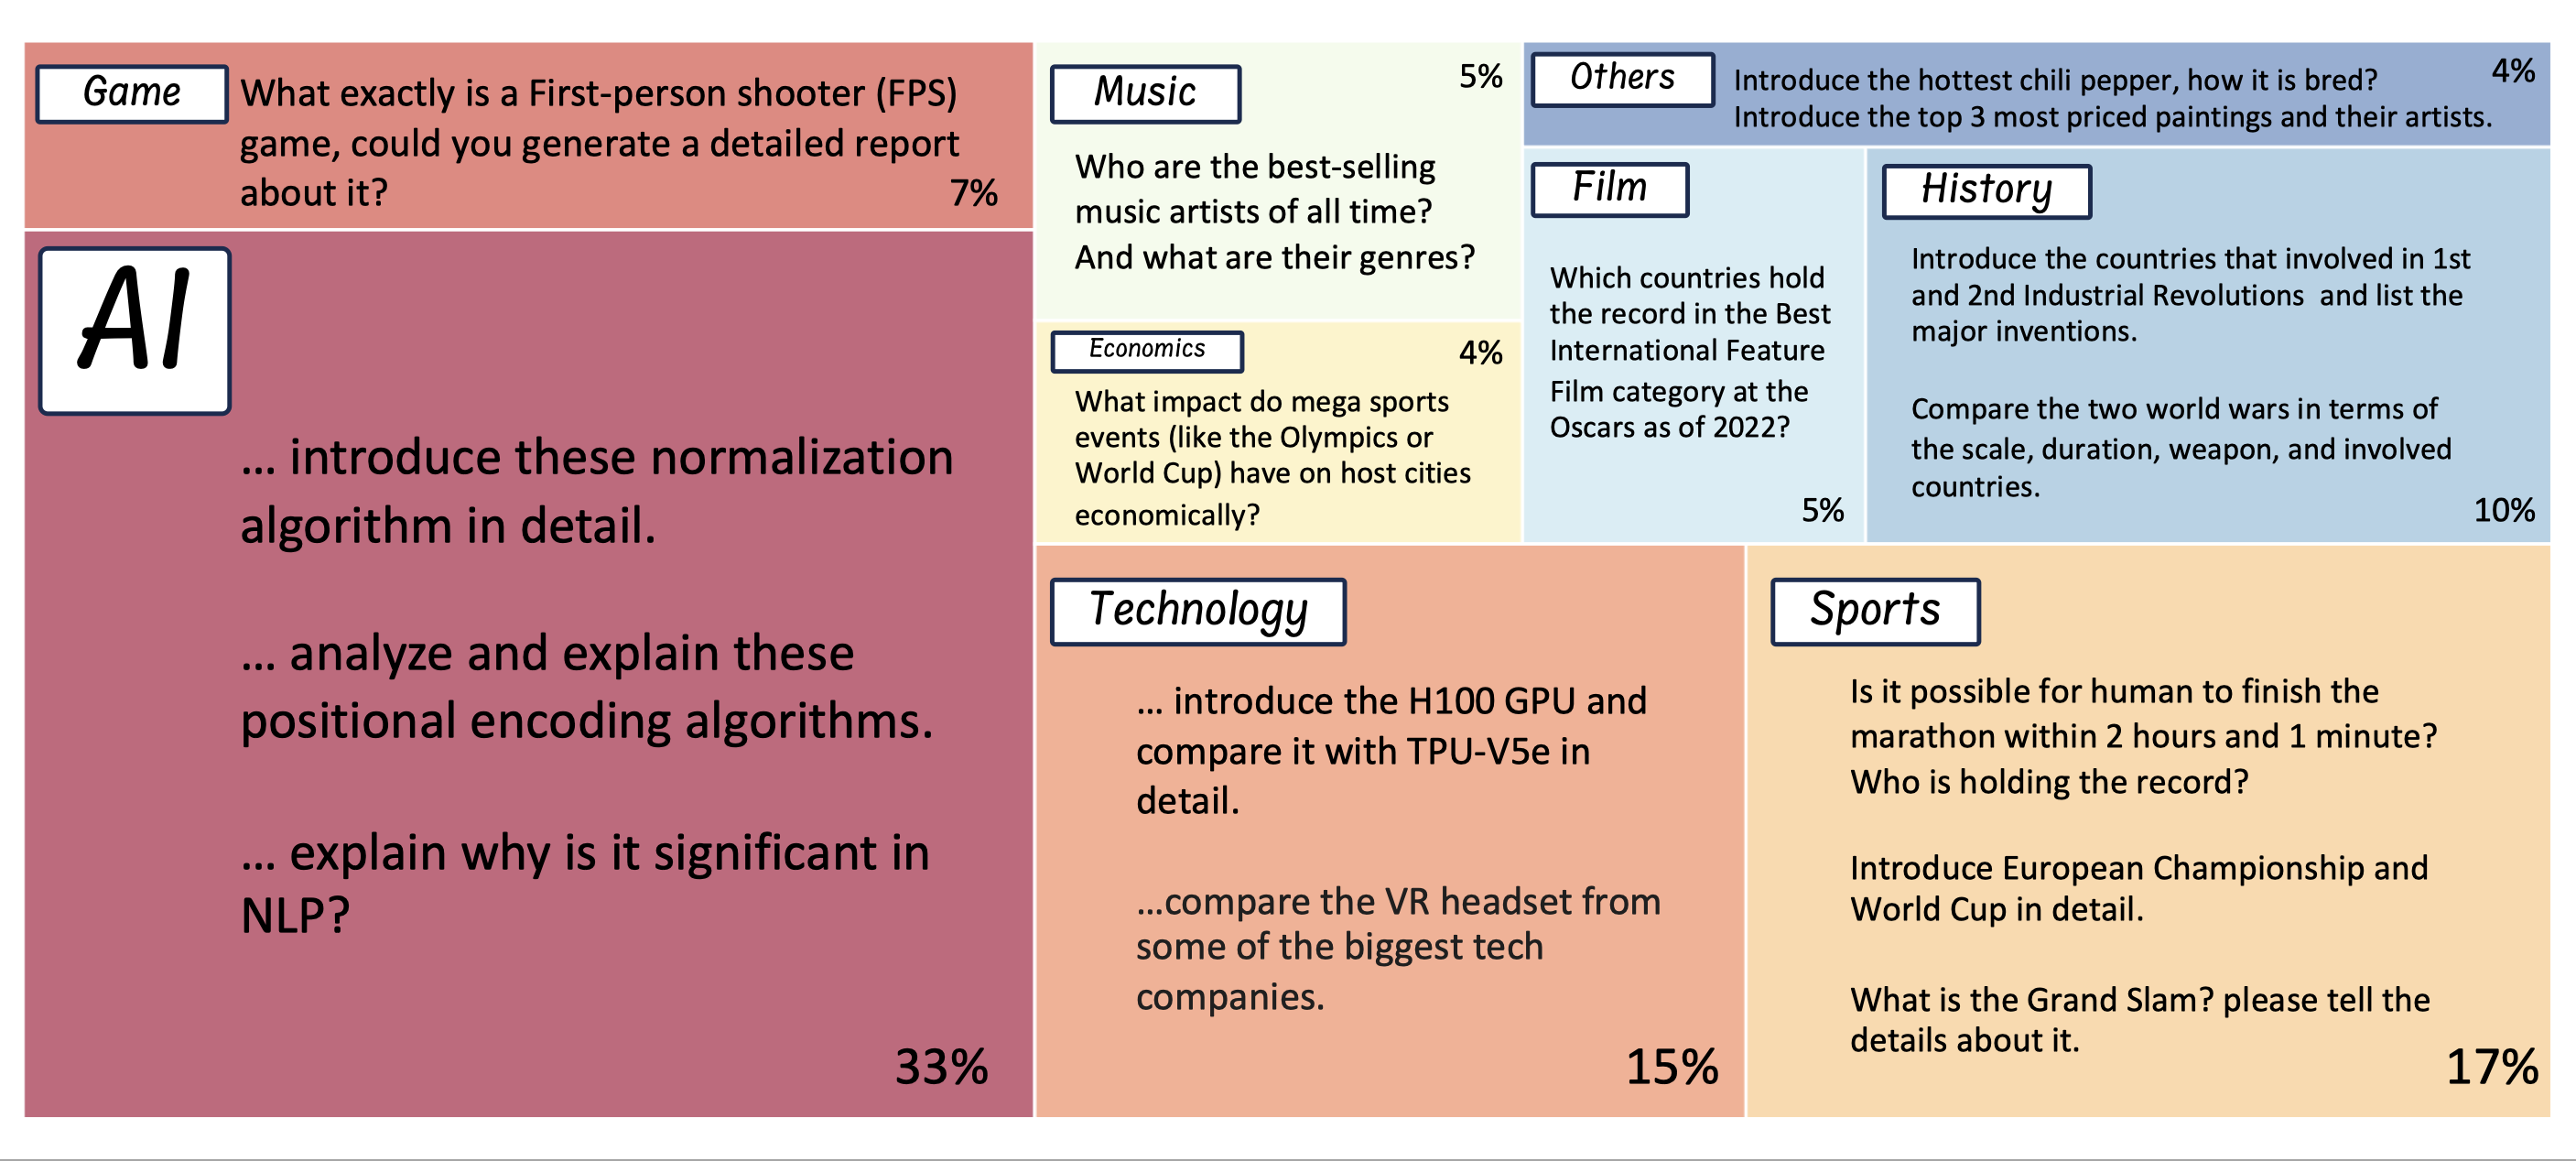 Game
What exactly is a First-person shooter (FPS)
game, could you generate a detailed report
about it?
7%
AI
... introduce these normalization
algorithm in detail.
... analyze and explain these
positional encoding algorithms.
... explain why is it significant in
NLP?
33%
Music
5%
Who are the best-selling
music artists of all time?
And what are their genres?
Economics
4%
What impact do mega sports
events (like the Olympics or
World Cup) have on host cities
economically?
Others
Introduce the hottest chili pepper, how it is bred?
Introduce the top 3 most priced paintings and their artists.
4%
Film
Which countries hold
the record in the Best
International Feature
Film category at the
Oscars as of 2022?
5%
History
Introduce the countries that involved in 1st
and 2nd Industrial Revolutions and list the
major inventions.
Compare the two world wars in terms of
the scale, duration, weapon, and involved
countries.
10%
Technology
... introduce the H100 GPU and
compare it with TPU-V5e in
detail.
...compare the VR headset from
some of the biggest tech
companies.
15%
Sports
Is it possible for human to finish the
marathon within 2 hours and 1 minute?
Who is holding the record?
Introduce European Championship and
World Cup in detail.
What is the Grand Slam? please tell the
details about it.
17%